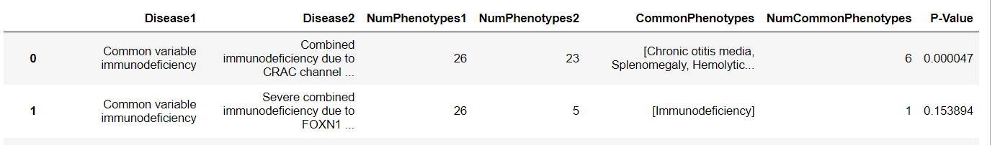 Disease1 Disease2 NumPhenotypes1 NumPhenotypes2 CommonPhenotypes NumCommonPhenotypes P-Value
0 Common variable immunodeficiency Combined immunodeficiency due to CRAC channel ... 26 23 [Chronic otitis media, Splenomegaly, Hemolytic... 6 0.000047
1 Common variable immunodeficiency Severe combined immunodeficiency due to FOXN1 ... 26 5 [Immunodeficiency] 1 0.153894